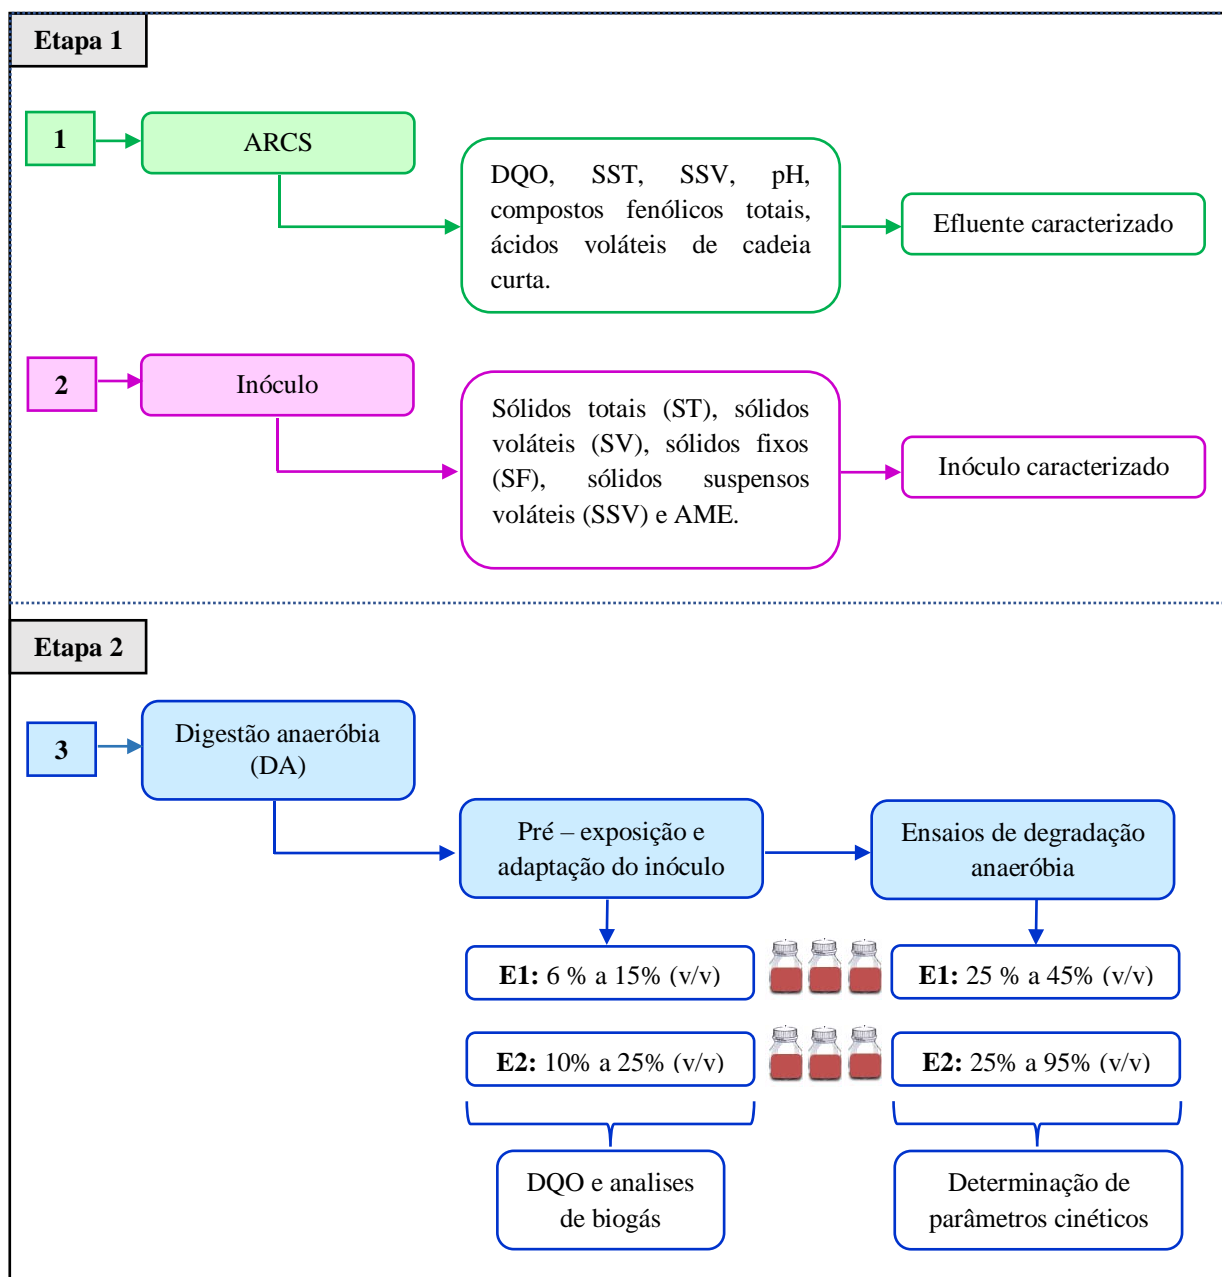 Etapa 1
1
ARCS
DQO, SST, SSV, pH,
compostos fenólicos totais,
ácidos voláteis de cadeia
curta.
Efluente caracterizado
2
Inóculo
Sólidos totais (ST), sólidos
voláteis (SV), sólidos fixos
(SF), sólidos suspensos
voláteis (SSV) e AME.
Inóculo caracterizado
Etapa 2
3
Digestão anaeróbia
(DA)
Pré – exposição e
adaptação do inóculo
Ensaios de degradação
anaeróbia
E1: 6 % a 15% (v/v)
E1: 25 % a 45% (v/v)
E2: 10% a 25% (v/v)
E2: 25% a 95% (v/v)
DQO e analises
de biogás
Determinação de
parâmetros cinéticos